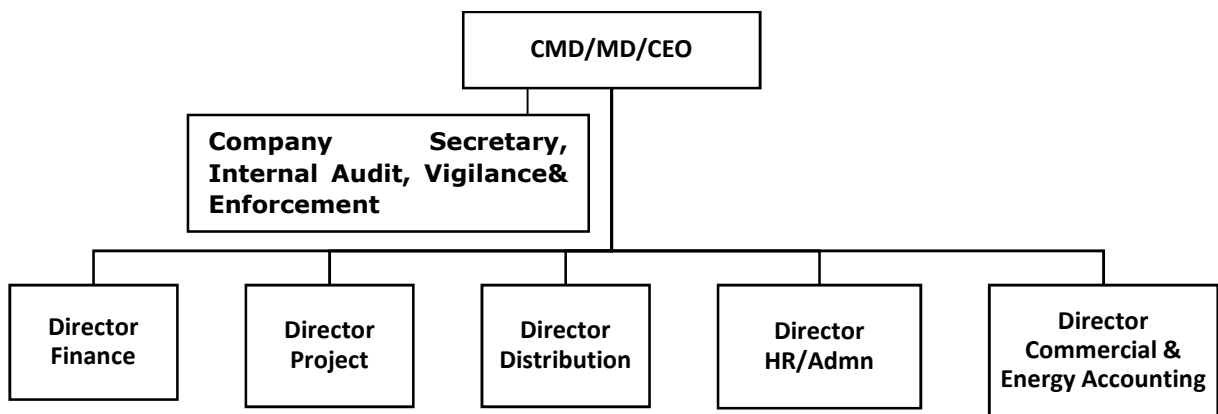 CMD/MD/CEO
Company Secretary,
Internal Audit, Vigilance&
Enforcement
Director
Finance
Director
Project
Director
Distribution
Director
HR/Admn
Director
Commercial &
Energy Accounting